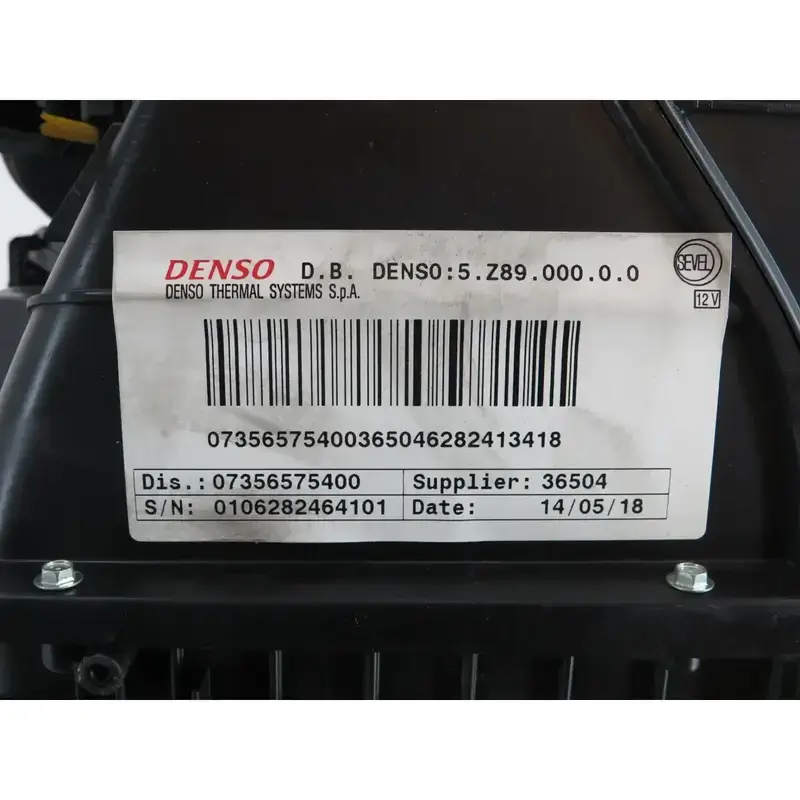 DENSO D.B. DENSO:5.Z89.000.0.0
DENSO THERMAL SYSTEMS S.p.A.
SEVEL
12 V
07356575400365046282413418
Dis.: 07356575400 Supplier: 36504
S/N: 0106282464101 Date: 14/05/18